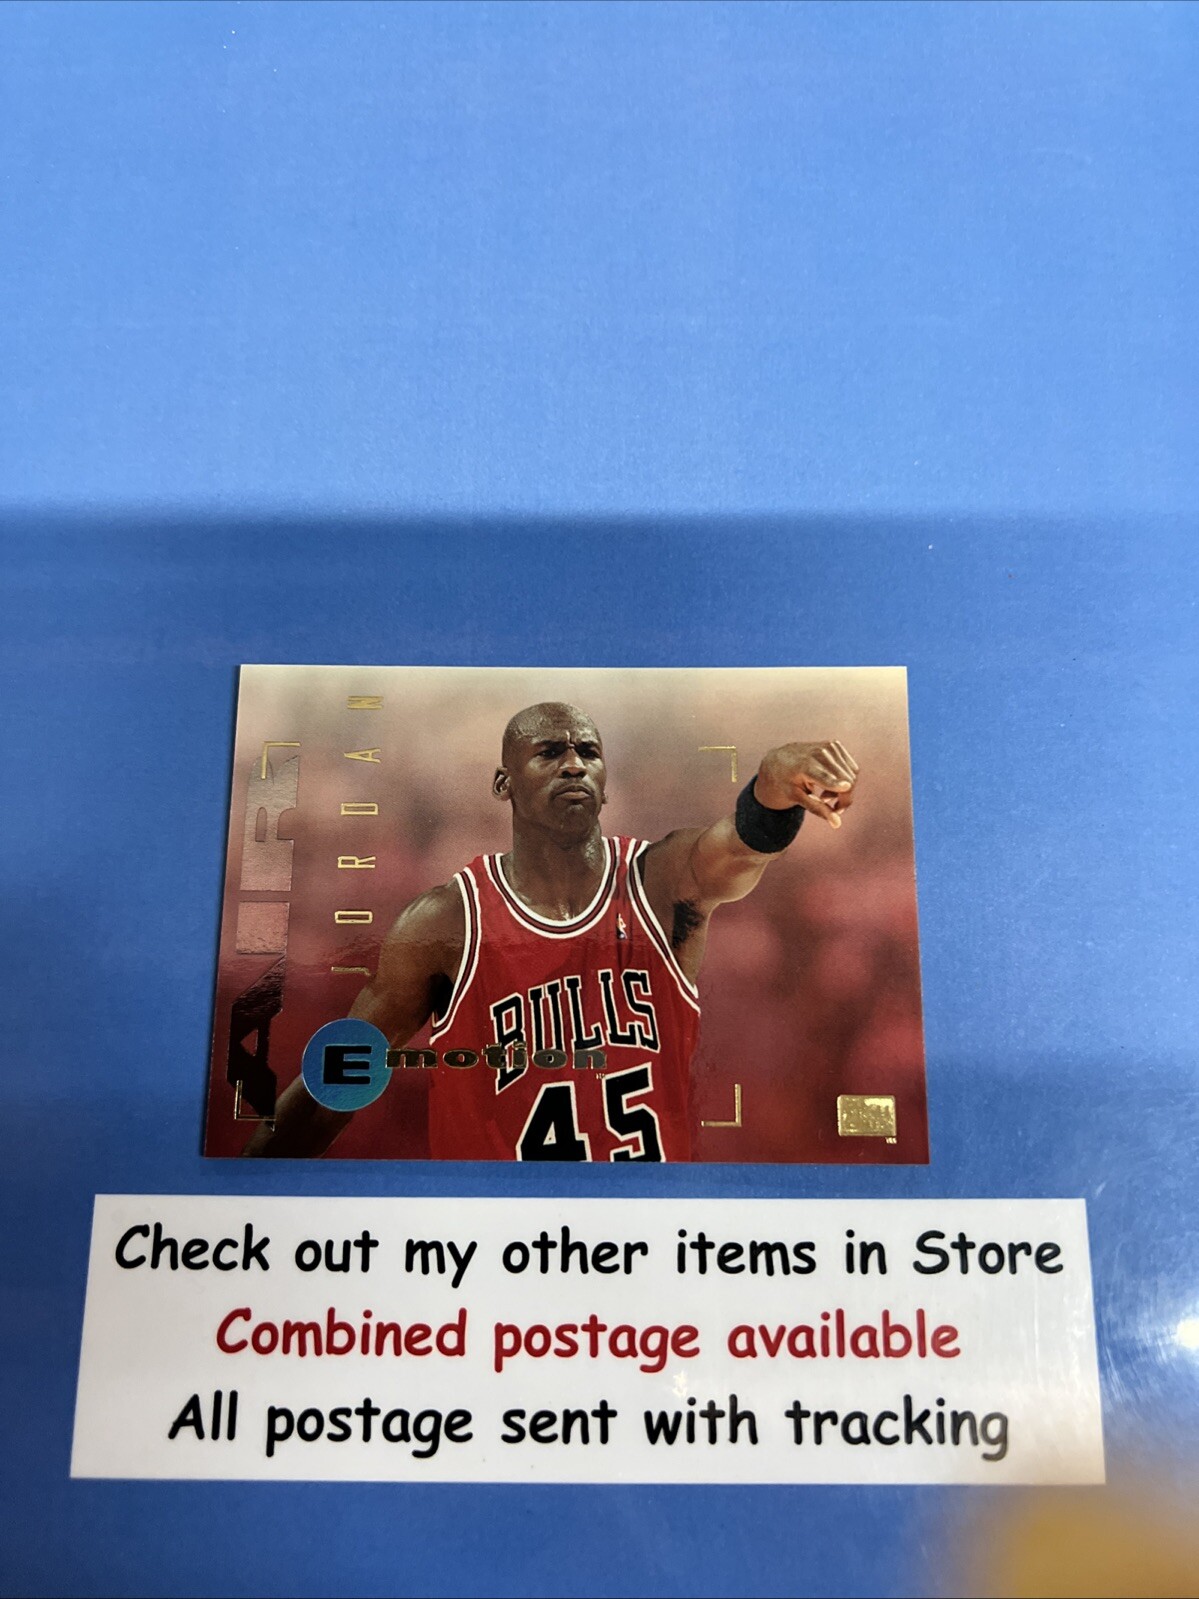 AIR
JORDAN
Emotion
BULLS
45
Check out my other items in Store
Combined postage available
All postage sent with tracking